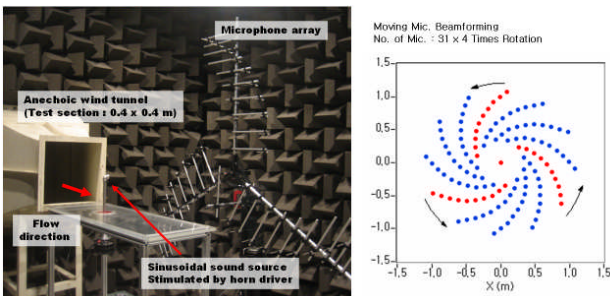 Microphone array
Anechoic wind tunnel
(Test section : 0.4 x 0.4 m)
Flow
direction
Sinusoidal sound source
Stimulated by horn driver
Moving Mic. Beamforming
No. of Mic. : 31 x 4 Times Rotation
1,5
1,0
0,5
0,0
-0,5
-1,0
-1,5
-1,5 -1,0 -0,5 0,0 0,5 1,0 1,5
X (m)